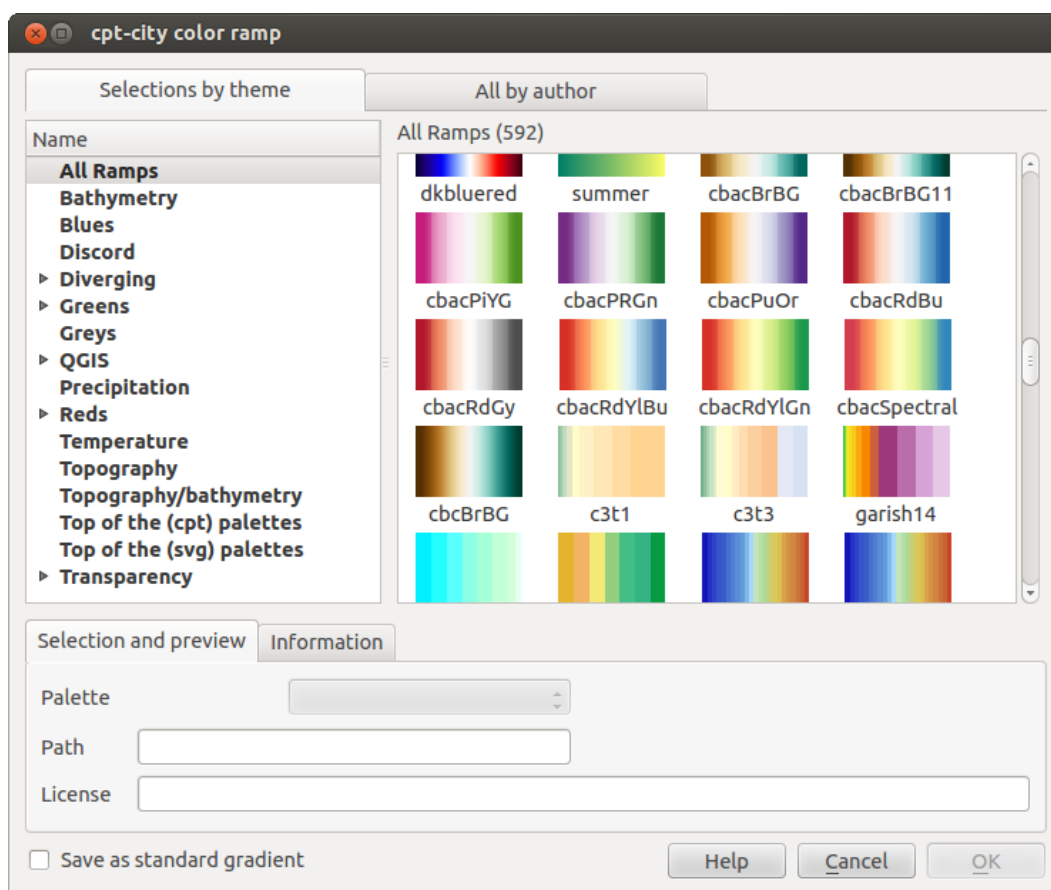 cpt-city color ramp
Selections by theme
All by author
Name
All Ramps
Bathymetry
Blues
Discord
Diverging
Greens
Greys
QGIS
Precipitation
Reds
Temperature
Topography
Topography/bathymetry
Top of the (cpt) palettes
Top of the (svg) palettes
Transparency
All Ramps (592)
dkbluered summer cbacBrBG cbacBrBG11
cbacPiYG cbacPRGn cbacPuOr cbacRdBu
cbacRdGy cbacRdYlBu cbacRdYlGn cbacSpectral
cbcBrBG c3t1 c3t3 garish14
Selection and preview
Information
Palette
Path
License
Save as standard gradient
Help
Cancel
OK